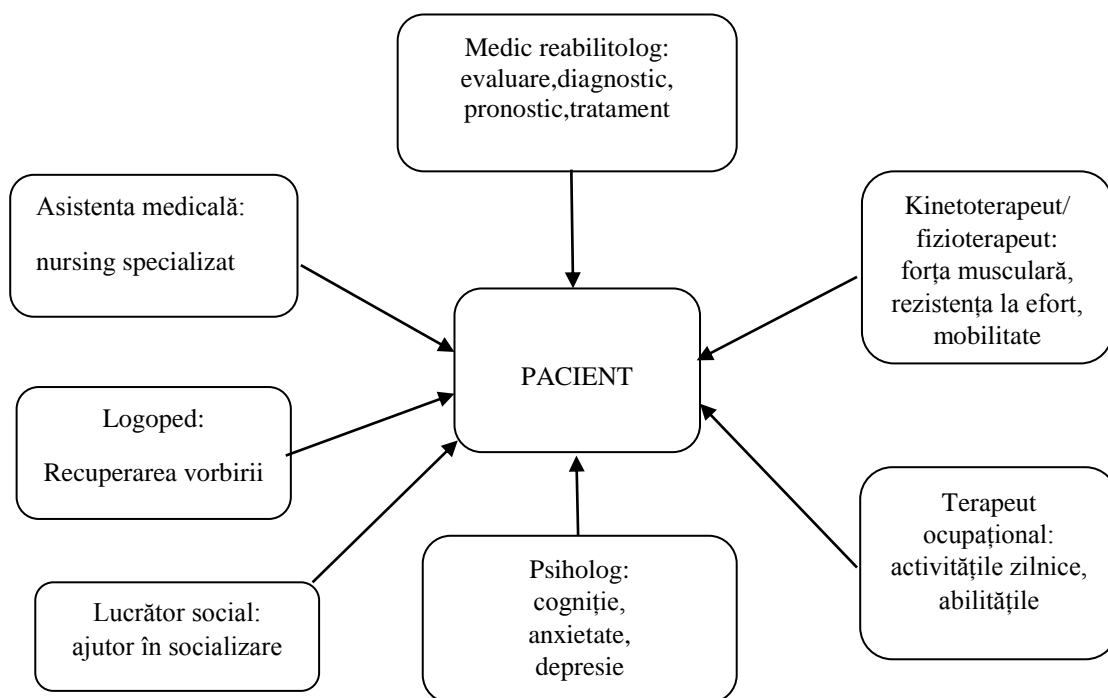 Medic reabilitolog:
evaluare,diagnostic,
pronostic,tratament
Asistenta medicală:
nursing specializat
Kinetoterapeut/
fizioterapeut:
forța musculară,
rezistența la efort,
mobilitate
PACIENT
Logoped:
Recuperarea vorbirii
Terapeut
ocupațional:
activitățile zilnice,
abilitățile
Psiholog:
cogniție,
anxietate,
depresie
Lucrător social:
ajutor în socializare